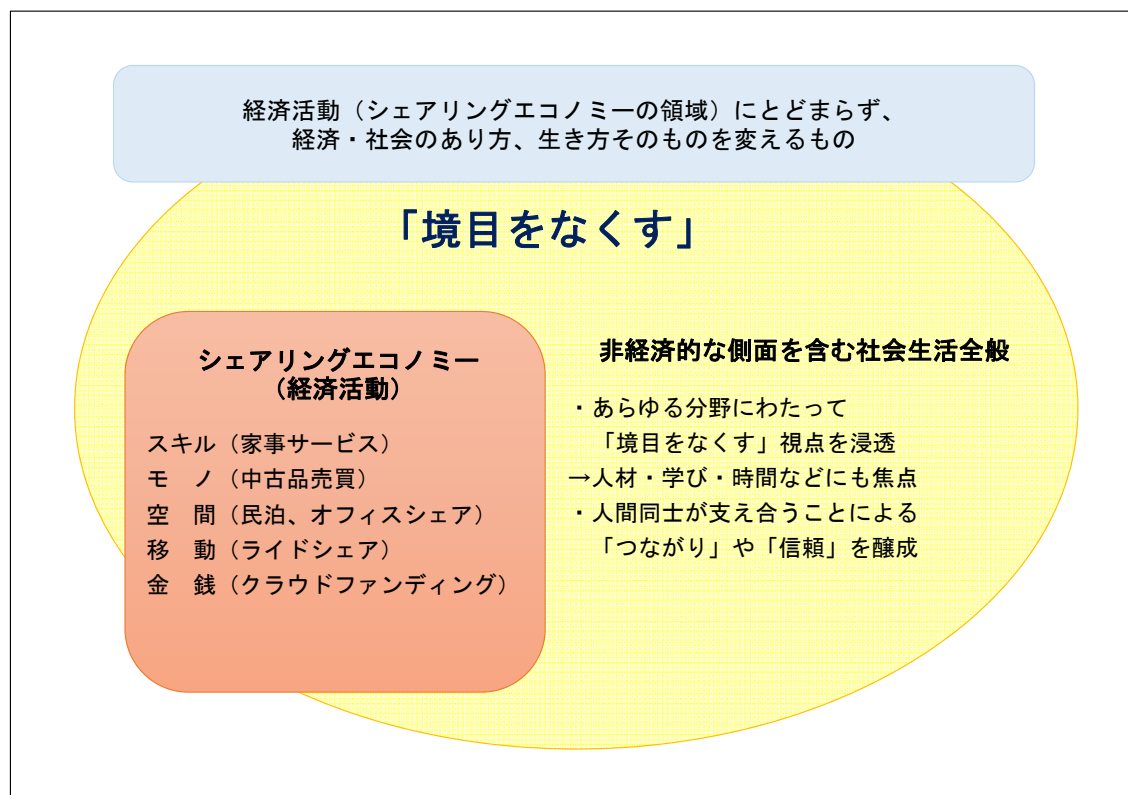 経済活動（シェアリングエコノミーの領域）にとどまらず、
経済・社会のあり方、生き方そのものを変えるもの
「境目をなくす」
シェアリングエコノミー
（経済活動）
スキル（家事サービス）
モ　ノ（中古品売買）
空　間（民泊、オフィスシェア）
移　動（ライドシェア）
金　銭（クラウドファンディング）
非経済的な側面を含む社会生活全般
・あらゆる分野にわたって
「境目をなくす」視点を浸透
→人材・学び・時間などにも焦点
・人間同士が支え合うことによる
「つながり」や「信頼」を醸成